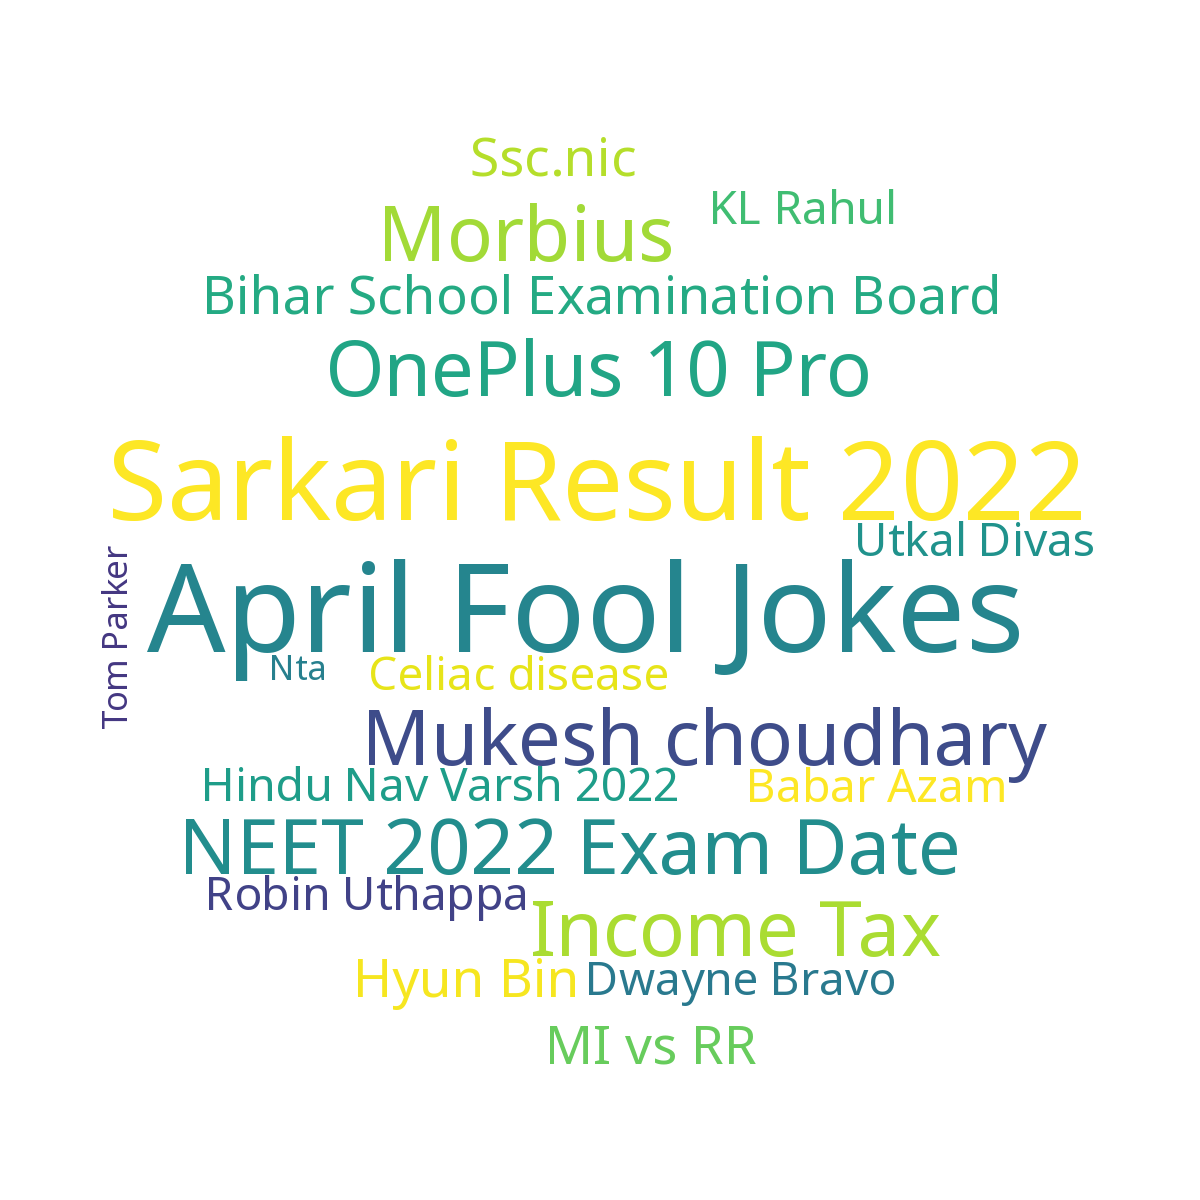 Ssc.nic
KL Rahul
Morbius
Bihar School Examination Board
OnePlus 10 Pro
Sarkari Result 2022
Utkal Divas
Tom Parker
April Fool Jokes
Nta
Celiac disease
Mukesh choudhary
Hindu Nav Varsh 2022
Babar Azam
NEET 2022 Exam Date
Robin Uthappa
Income Tax
Hyun Bin
Dwayne Bravo
MI vs RR